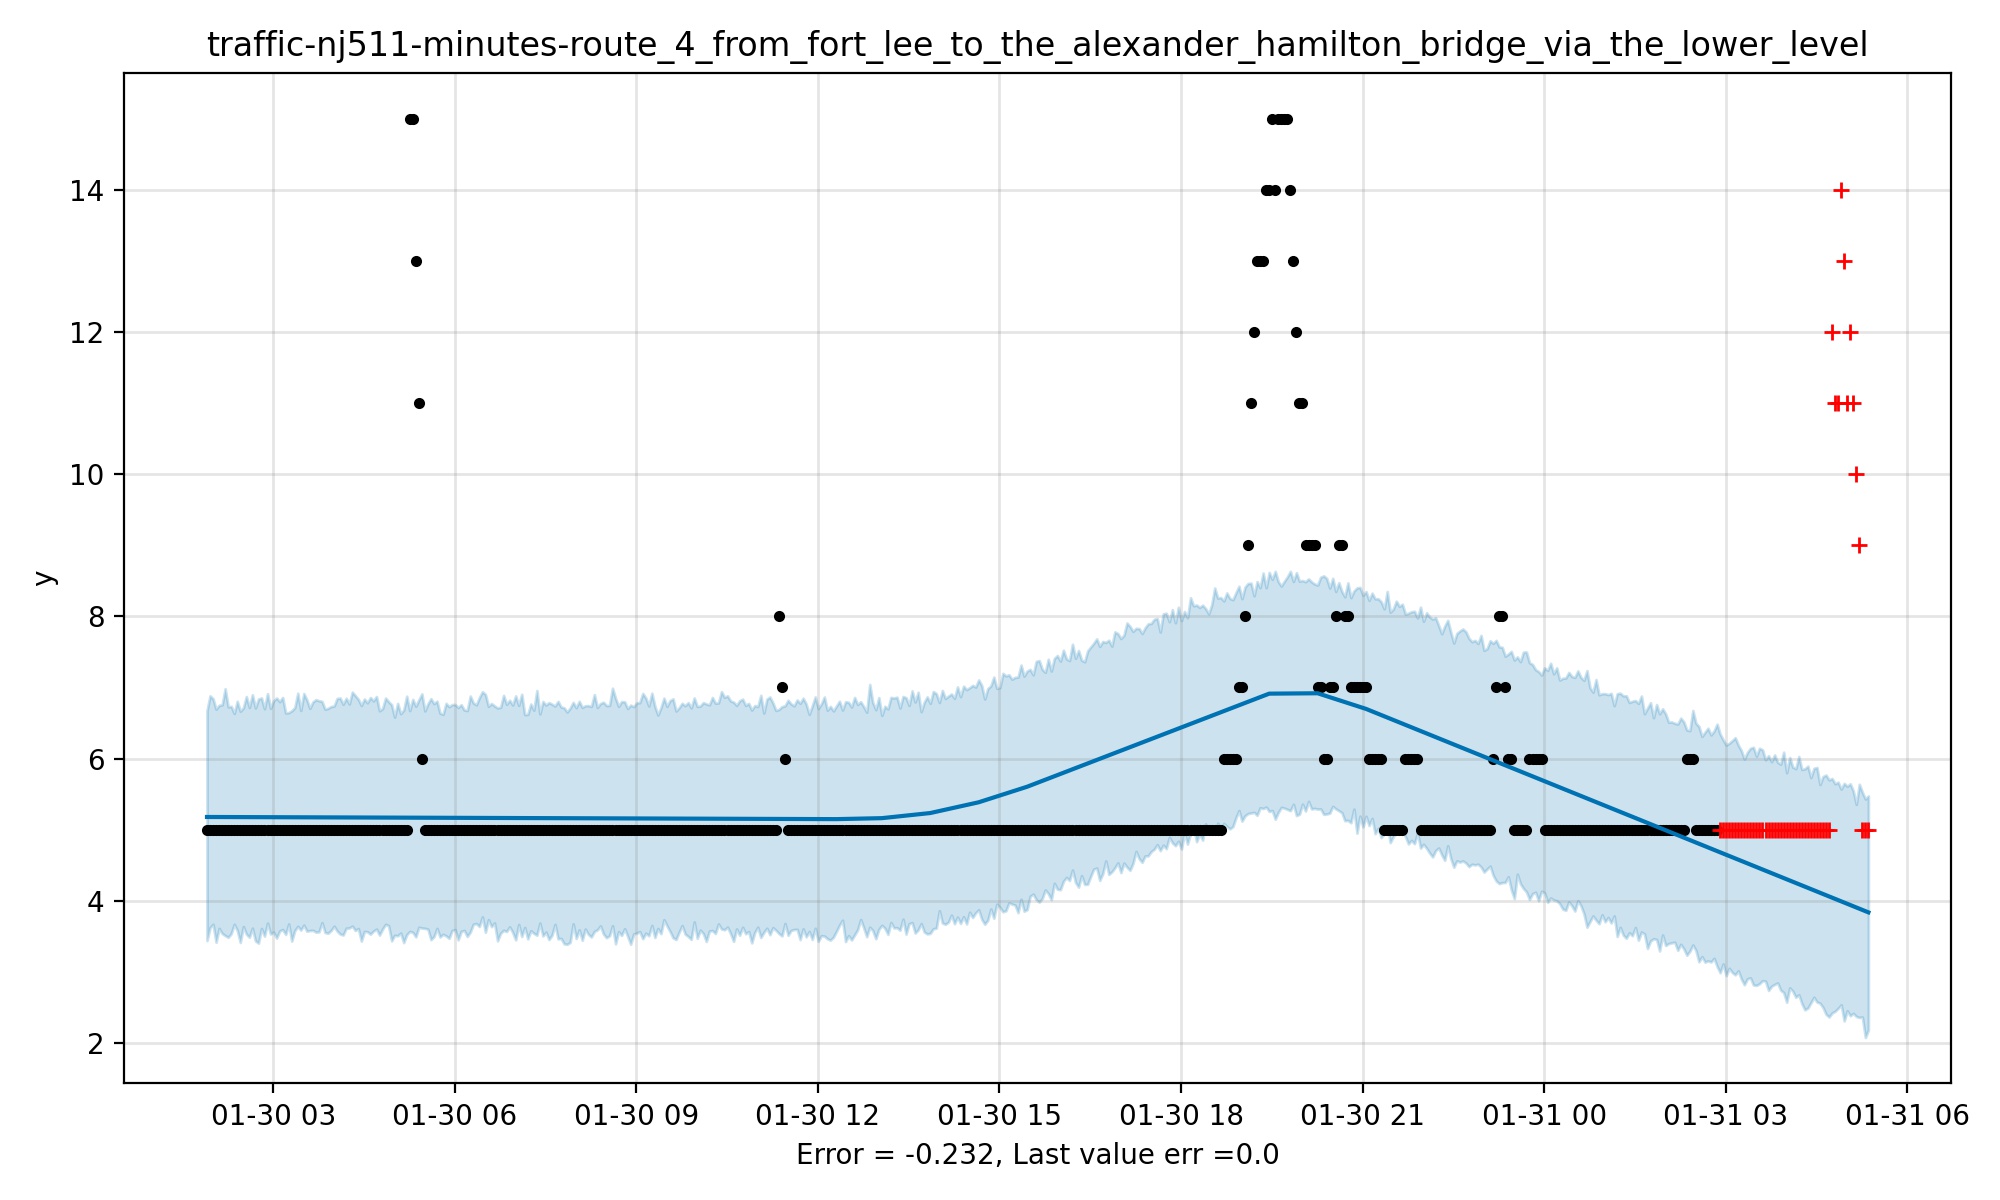 traffic-nj511-minutes-route_4_from_fort_lee_to_the_alexander_hamilton_bridge_via_the_lower_level
14
12
10
8
6
4
2
y
01-30 03 01-30 06 01-30 09 01-30 12 01-30 15 01-30 18 01-30 21 01-31 00 01-31 03 01-31 06
Error = -0.232, Last value err =0.0